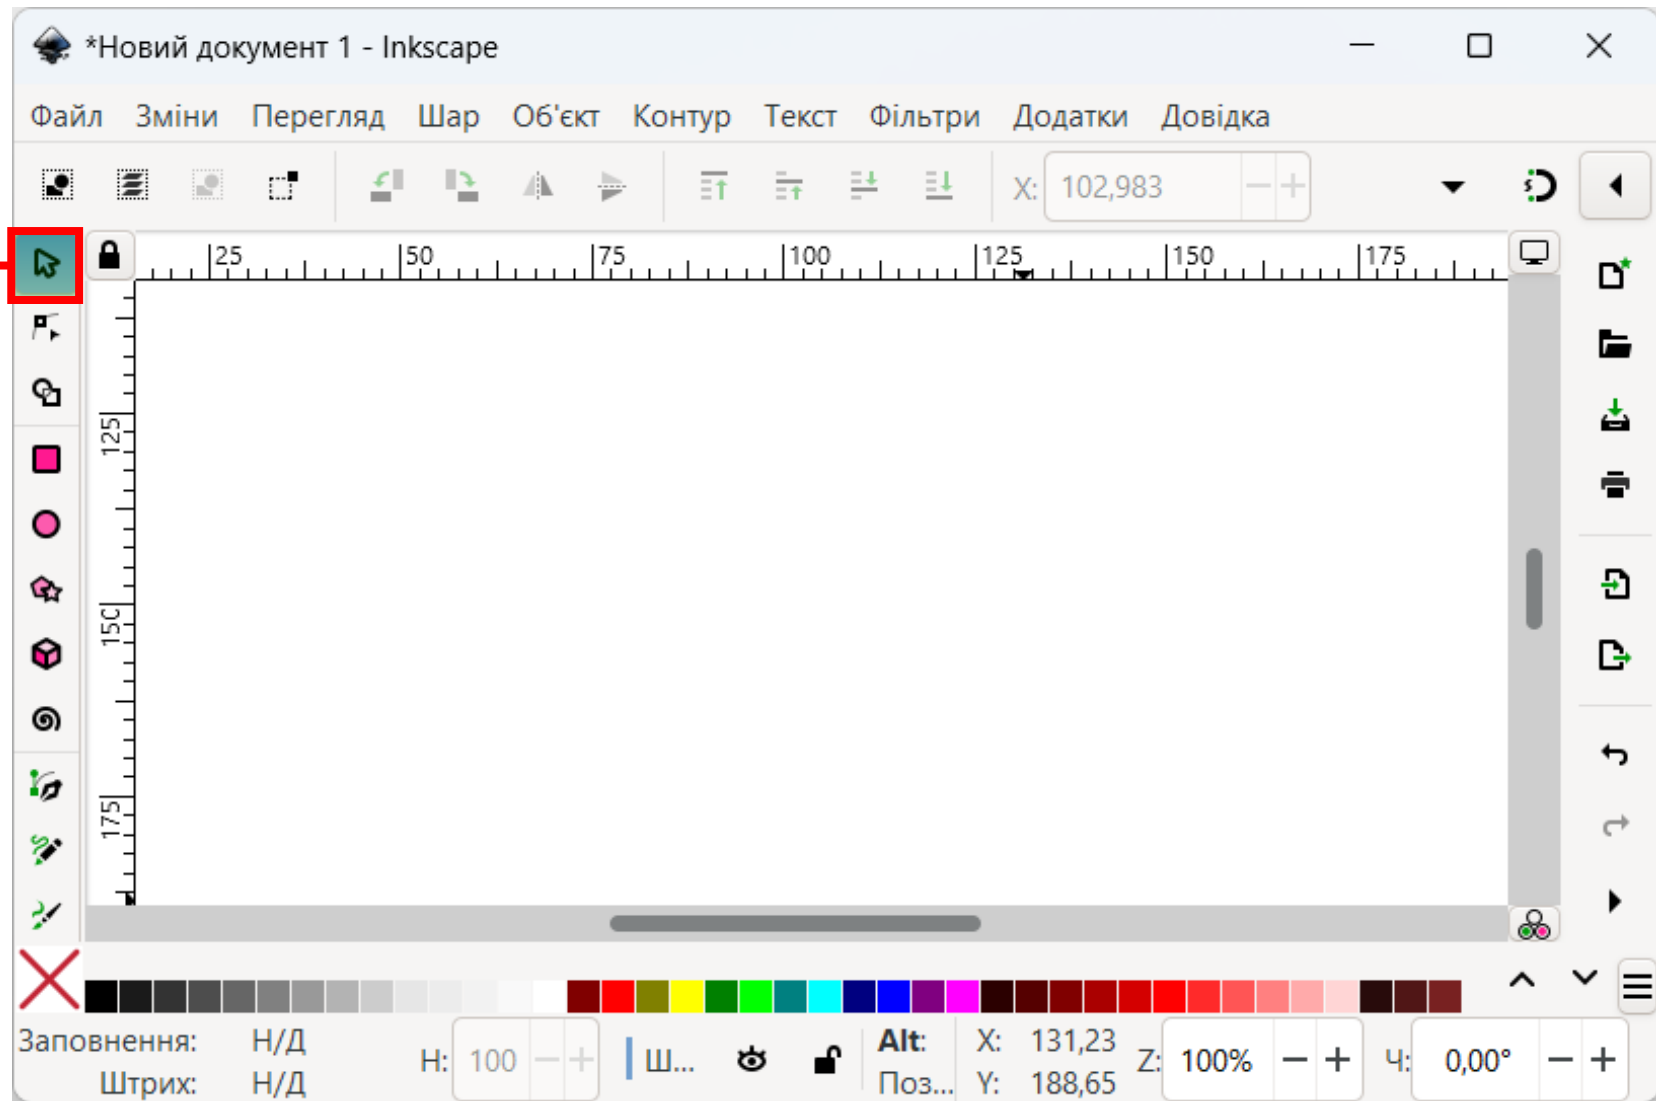 *Новий документ 1 - Inkscape
Файл Зміни Перегляд Шар Об'єкт Контур Текст Фільтри Додатки Довідка
X: 102,983
25 50 75 100 125 150 175
125
150
175
Заповнення: Н/Д
Штрих: Н/Д
Н: 100
Ш...
Alt: X: 131,23
Поз... Y: 188,65
Z: 100%
Ч: 0,00°